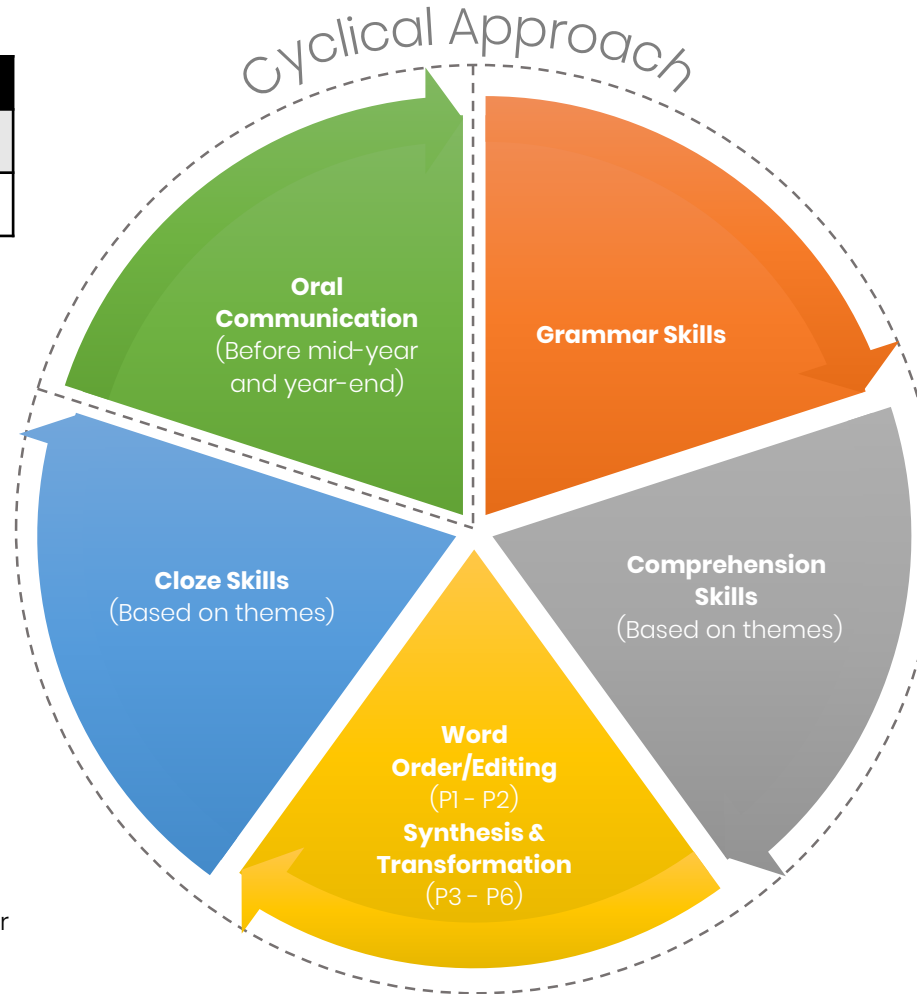 Cyclical Approach
Oral
Communication
(Before mid-year
and year-end)
Grammar Skills
Comprehension
Skills
(Based on themes)
Word
Order/Editing
(P1 - P2)
Synthesis &
Transformation
(P3 - P6)
Cloze Skills
(Based on themes)
r